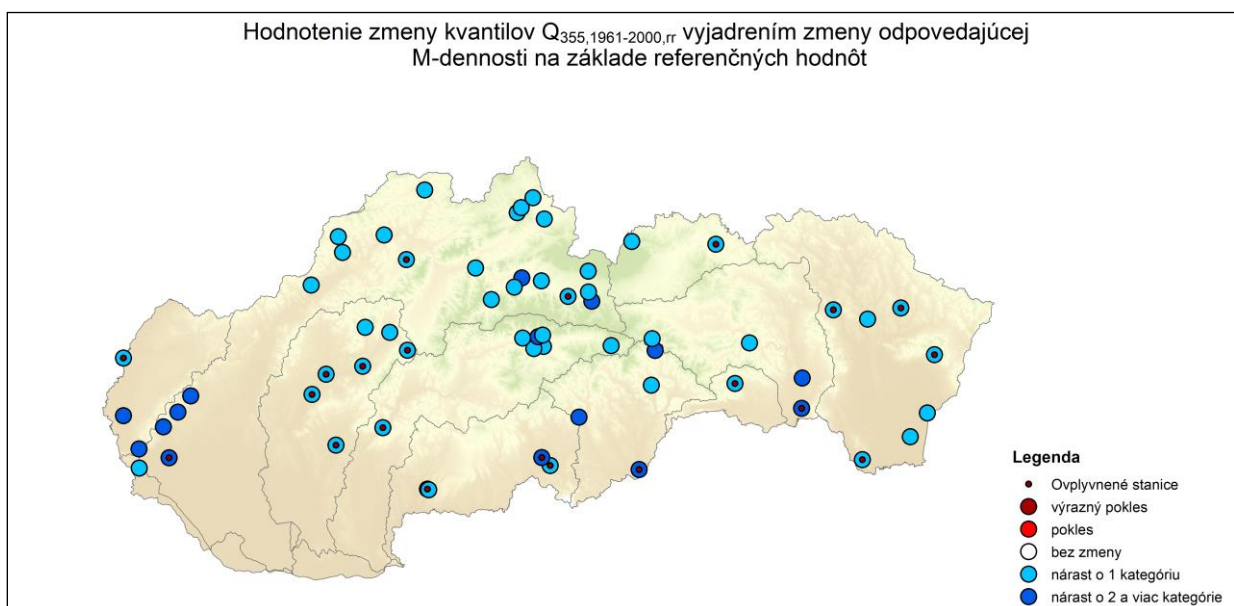 Hodnotenie zmeny kvantilov Q355,1961-2000,rr vyjadrením zmeny odpovedajúcej
M-dennosti na základe referenčných hodnôt
Legenda
Ovplyvnené stanice
výrazný pokles
pokles
bez zmeny
nárast o 1 kategóriu
nárast o 2 a viac kategórie